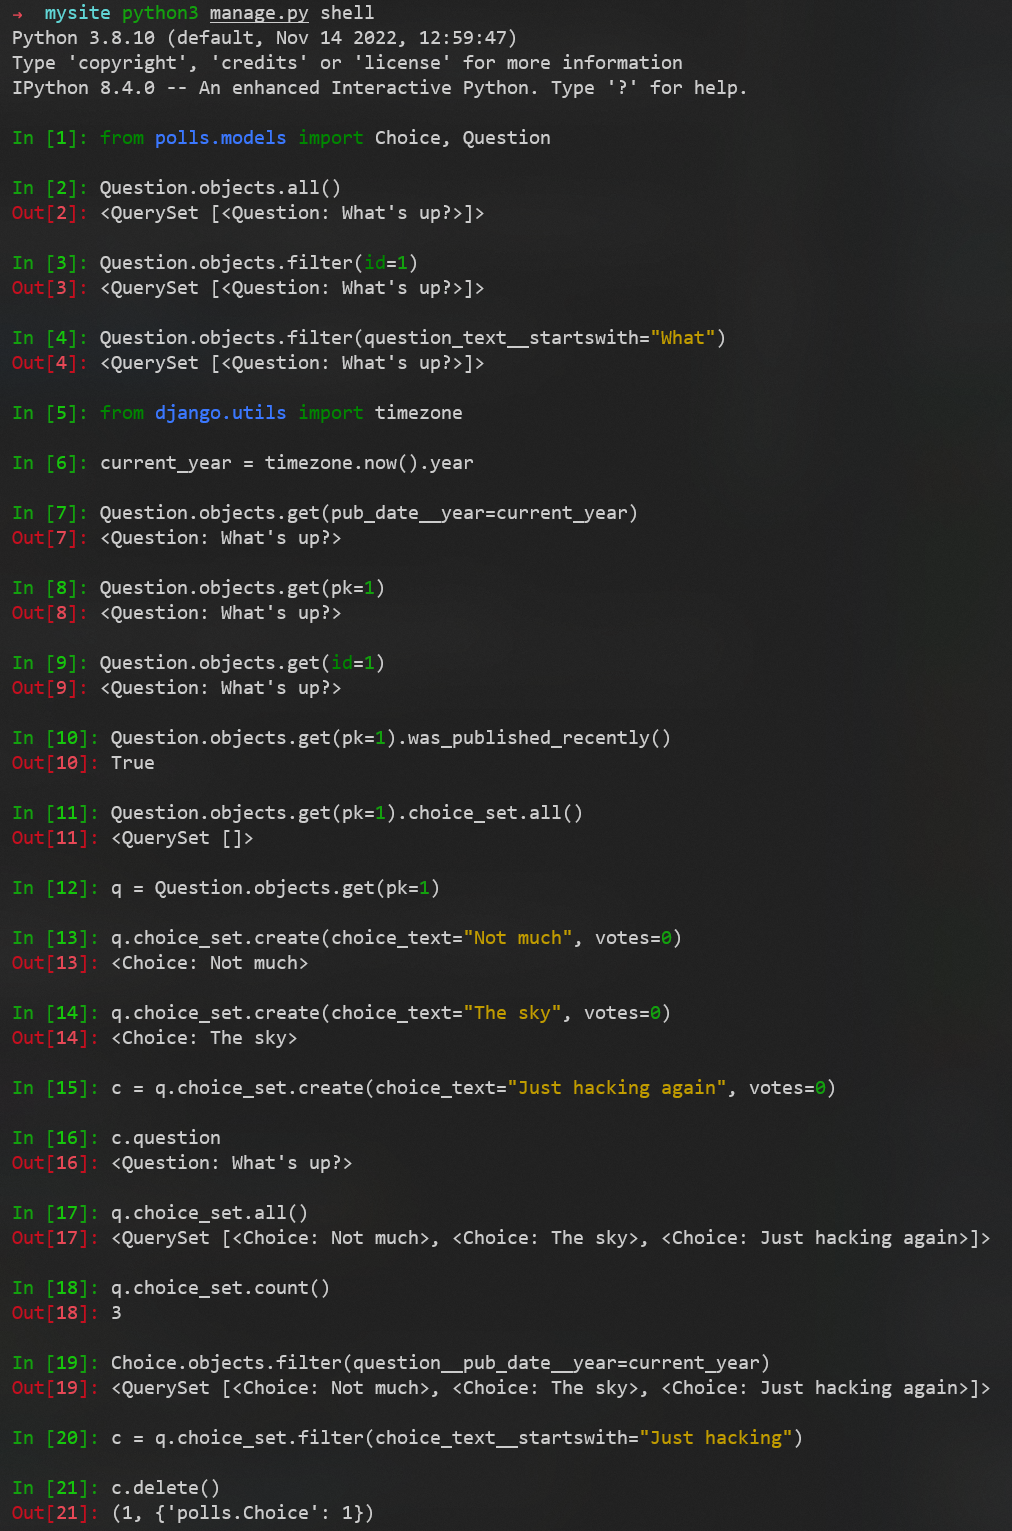 → mysite python3 manage.py shell
Python 3.8.10 (default, Nov 14 2022, 12:59:47)
Type 'copyright', 'credits' or 'license' for more information
IPython 8.4.0 -- An enhanced Interactive Python. Type '?' for help.
In [1]: from polls.models import Choice, Question
In [2]: Question.objects.all()
Out[2]: <QuerySet [<Question: What's up?>]>
In [3]: Question.objects.filter(id=1)
Out[3]: <QuerySet [<Question: What's up?>]>
In [4]: Question.objects.filter(question_text__startswith="What")
Out[4]: <QuerySet [<Question: What's up?>]>
In [5]: from django.utils import timezone
In [6]: current_year = timezone.now().year
In [7]: Question.objects.get(pub_date__year=current_year)
Out[7]: <Question: What's up?>
In [8]: Question.objects.get(pk=1)
Out[8]: <Question: What's up?>
In [9]: Question.objects.get(id=1)
Out[9]: <Question: What's up?>
In [10]: Question.objects.get(pk=1).was_published_recently()
Out[10]: True
In [11]: Question.objects.get(pk=1).choice_set.all()
Out[11]: <QuerySet []>
In [12]: q = Question.objects.get(pk=1)
In [13]: q.choice_set.create(choice_text="Not much", votes=0)
Out[13]: <Choice: Not much>
In [14]: q.choice_set.create(choice_text="The sky", votes=0)
Out[14]: <Choice: The sky>
In [15]: c = q.choice_set.create(choice_text="Just hacking again", votes=0)
In [16]: c.question
Out[16]: <Question: What's up?>
In [17]: q.choice_set.all()
Out[17]: <QuerySet [<Choice: Not much>, <Choice: The sky>, <Choice: Just hacking again>]>
In [18]: q.choice_set.count()
Out[18]: 3
In [19]: Choice.objects.filter(question__pub_date__year=current_year)
Out[19]: <QuerySet [<Choice: Not much>, <Choice: The sky>, <Choice: Just hacking again>]>
In [20]: c = q.choice_set.filter(choice_text__startswith="Just hacking")
In [21]: c.delete()
Out[21]: (1, {'polls.Choice': 1})